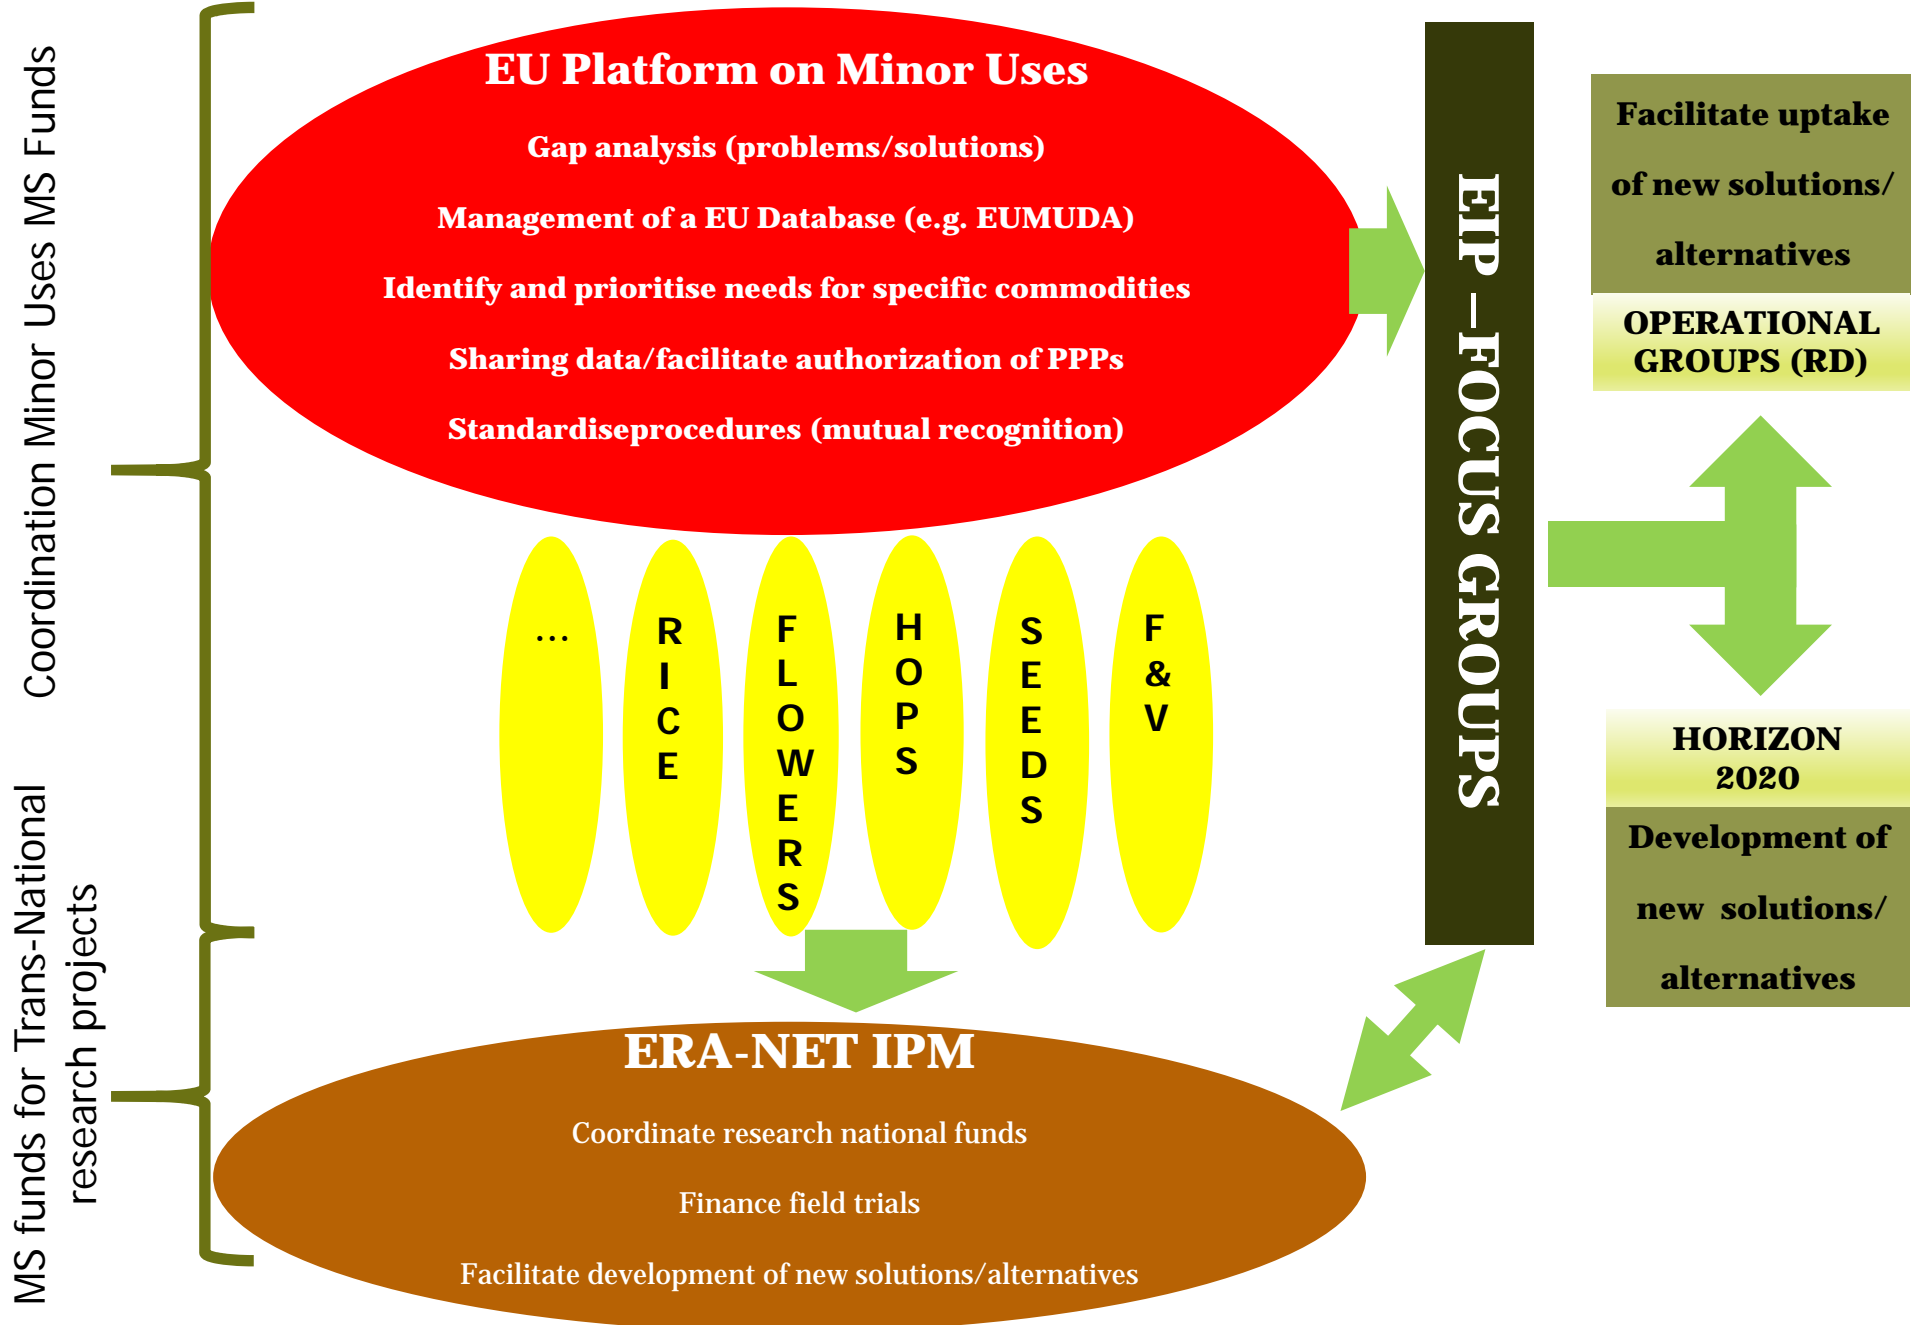 Coordination Minor Uses MS Funds
MS funds for Trans-National
research projects
EU Platform on Minor Uses
Gap analysis (problems/solutions)
Management of a EU Database (e.g. EUMUDA)
Identify and prioritise needs for specific commodities
Sharing data/facilitate authorization of PPPs
Standardiseprocedures (mutual recognition)
...
RICE
FLOWERS
HOPS
SEEDS
F&V
ERA-NET IPM
Coordinate research national funds
Finance field trials
Facilitate development of new solutions/alternatives
EIP –FOCUS GROUPS
Facilitate uptake
of new solutions/
alternatives
OPERATIONAL
GROUPS (RD)
HORIZON
2020
Development of
new solutions/
alternatives